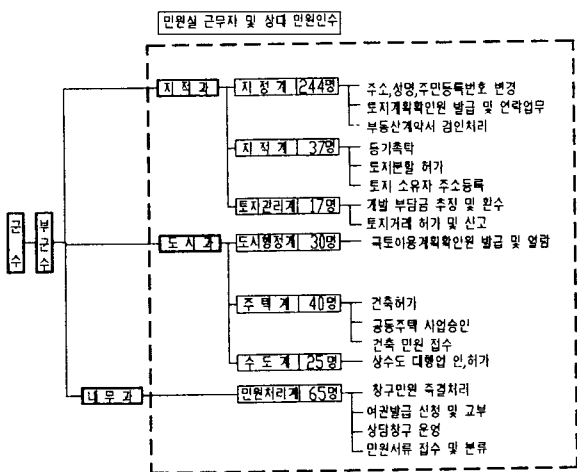 민원실 근무자 및 상대 민원인수
군수
부군수
지적과
지정계 244명
주소,성명,주민등록번호 변경
토지계획확인원 발급 및 연락업무
부동산계약서 검인처리
지적계 37명
등기촉탁
토지분할 허가
토지 소유자 주소등록
토지관리계 17명
개발 부담금 추징 및 환수
토지거래 허가 및 신고
도시과
도시행정계 30명
국토이용계획확인원 발급 및 열람
주택계 40명
건축허가
공동주택 사업승인
건축 민원 접수
수도계 25명
상수도 대행업 인,허가
내무과
민원처리계 65명
창구민원 즉결처리
여권발급 신청 및 교부
상담창구 운영
민원서류 접수 및 분류